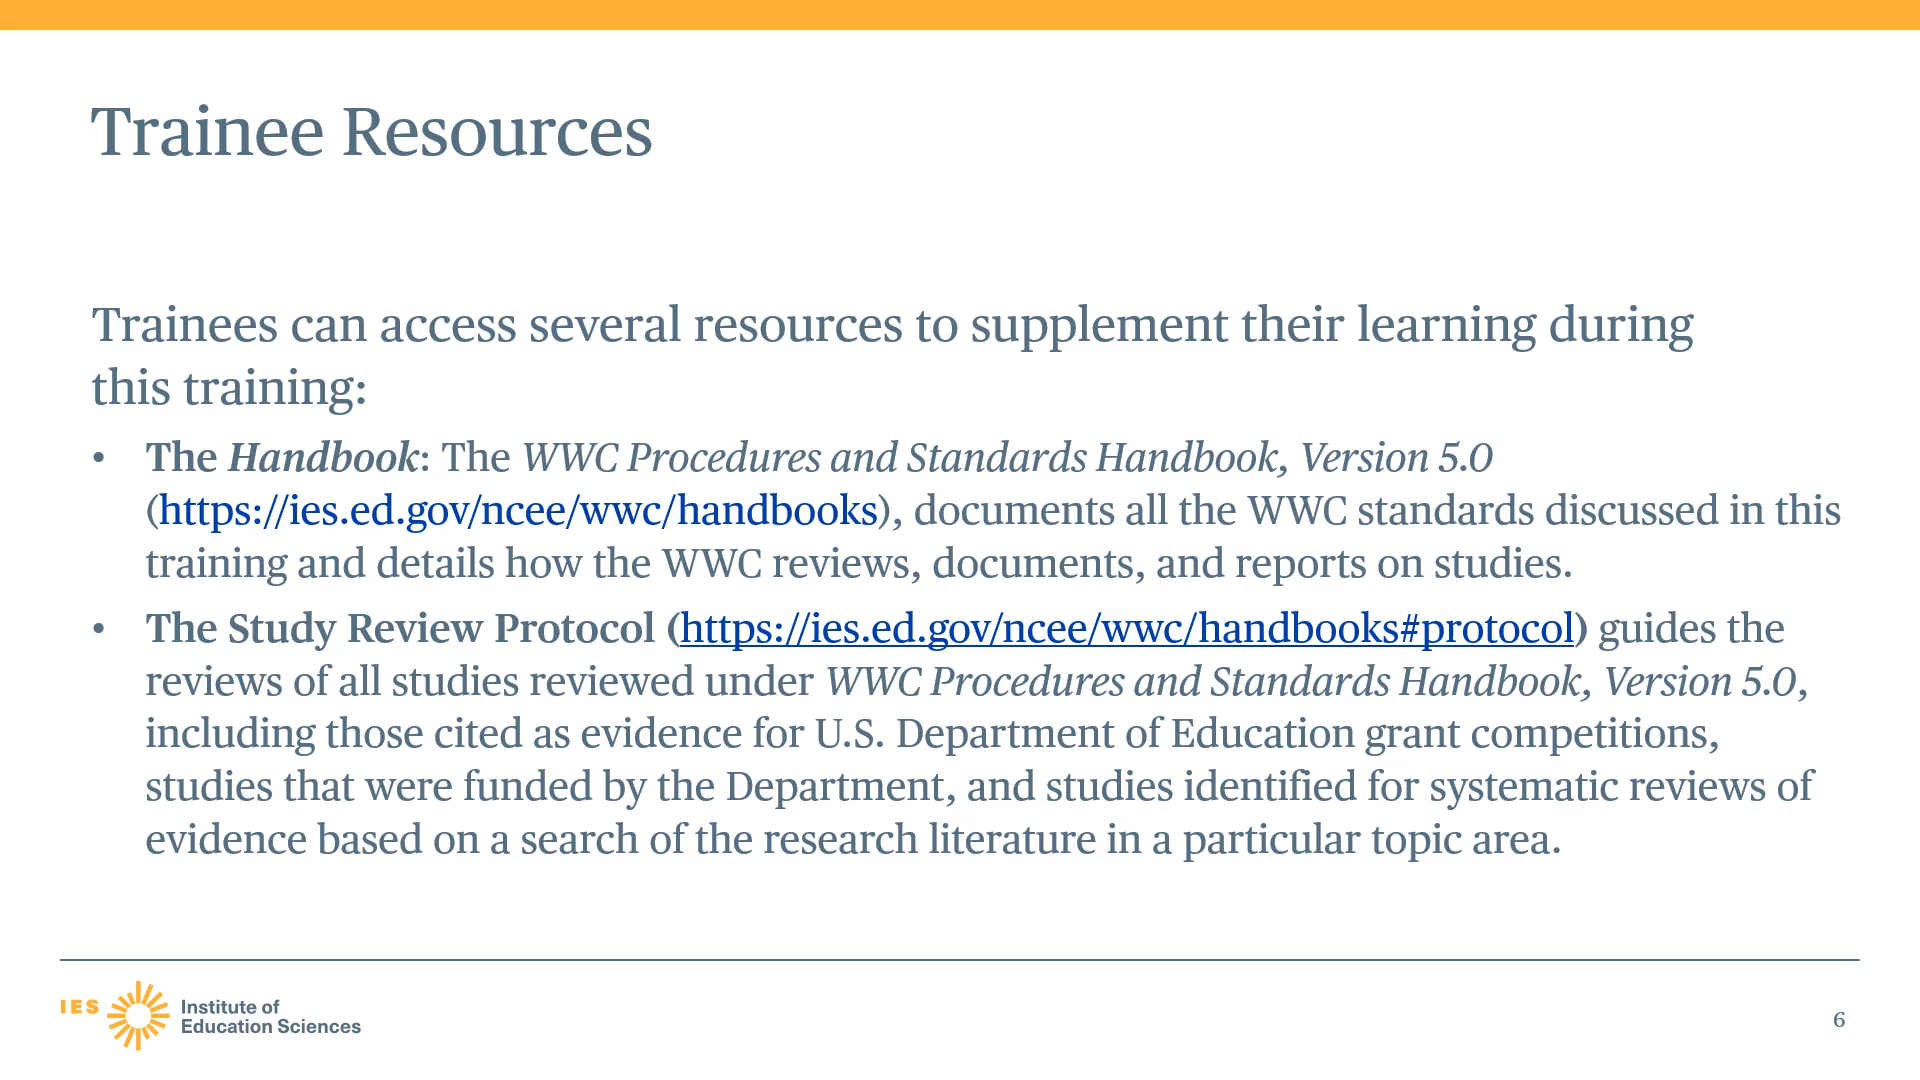 Trainee Resources
Trainees can access several resources to supplement their learning during
this training:
• The Handbook: The WWC Procedures and Standards Handbook, Version 5.0
(https://ies.ed.gov/ncee/wwc/handbooks), documents all the WWC standards discussed in this
training and details how the WWC reviews, documents, and reports on studies.
• The Study Review Protocol (https://ies.ed.gov/ncee/wwc/handbooks#protocol) guides the
reviews of all studies reviewed under WWC Procedures and Standards Handbook, Version 5.0,
including those cited as evidence for U.S. Department of Education grant competitions,
studies that were funded by the Department, and studies identified for systematic reviews of
evidence based on a search of the research literature in a particular topic area.
IES
Institute of
Education Sciences
6